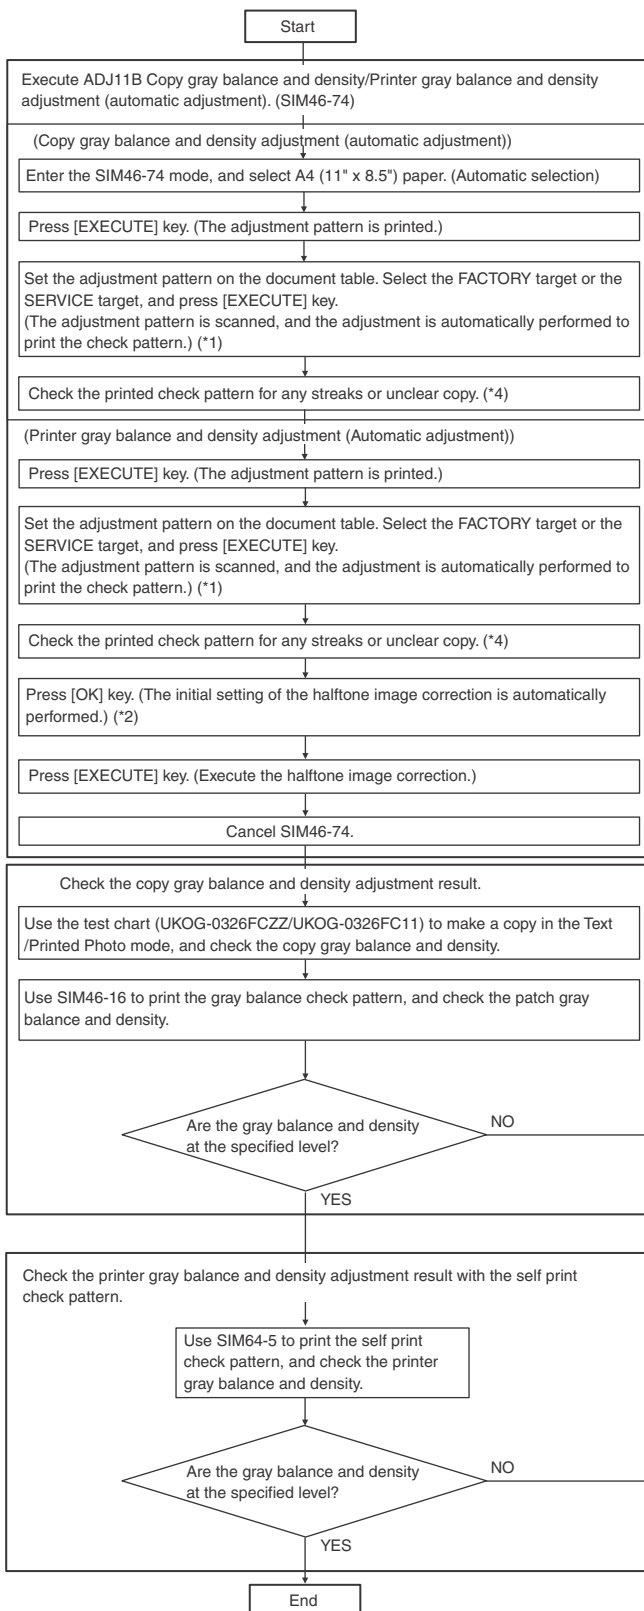 Start
Execute ADJ11B Copy gray balance and density/Printer gray balance and density
adjustment (automatic adjustment). (SIM46-74)
(Copy gray balance and density adjustment (automatic adjustment))
Enter the SIM46-74 mode, and select A4 (11" x 8.5") paper. (Automatic selection)
Press [EXECUTE] key. (The adjustment pattern is printed.)
Set the adjustment pattern on the document table. Select the FACTORY target or the
SERVICE target, and press [EXECUTE] key.
(The adjustment pattern is scanned, and the adjustment is automatically performed to
print the check pattern.) (*1)
Check the printed check pattern for any streaks or unclear copy. (*4)
(Printer gray balance and density adjustment (Automatic adjustment))
Press [EXECUTE] key. (The adjustment pattern is printed.)
Set the adjustment pattern on the document table. Select the FACTORY target or the
SERVICE target, and press [EXECUTE] key.
(The adjustment pattern is scanned, and the adjustment is automatically performed to
print the check pattern.) (*1)
Check the printed check pattern for any streaks or unclear copy. (*4)
Press [OK] key. (The initial setting of the halftone image correction is automatically
performed.) (*2)
Press [EXECUTE] key. (Execute the halftone image correction.)
Cancel SIM46-74.
Check the copy gray balance and density adjustment result.
Use the test chart (UKOG-0326FCZZ/UKOG-0326FC11) to make a copy in the Text
/Printed Photo mode, and check the copy gray balance and density.
Use SIM46-16 to print the gray balance check pattern, and check the patch gray
balance and density.
Are the gray balance and density
at the specified level?
NO
YES
Check the printer gray balance and density adjustment result with the self print
check pattern.
Use SIM64-5 to print the self print
check pattern, and check the printer
gray balance and density.
Are the gray balance and density
at the specified level?
NO
YES
End